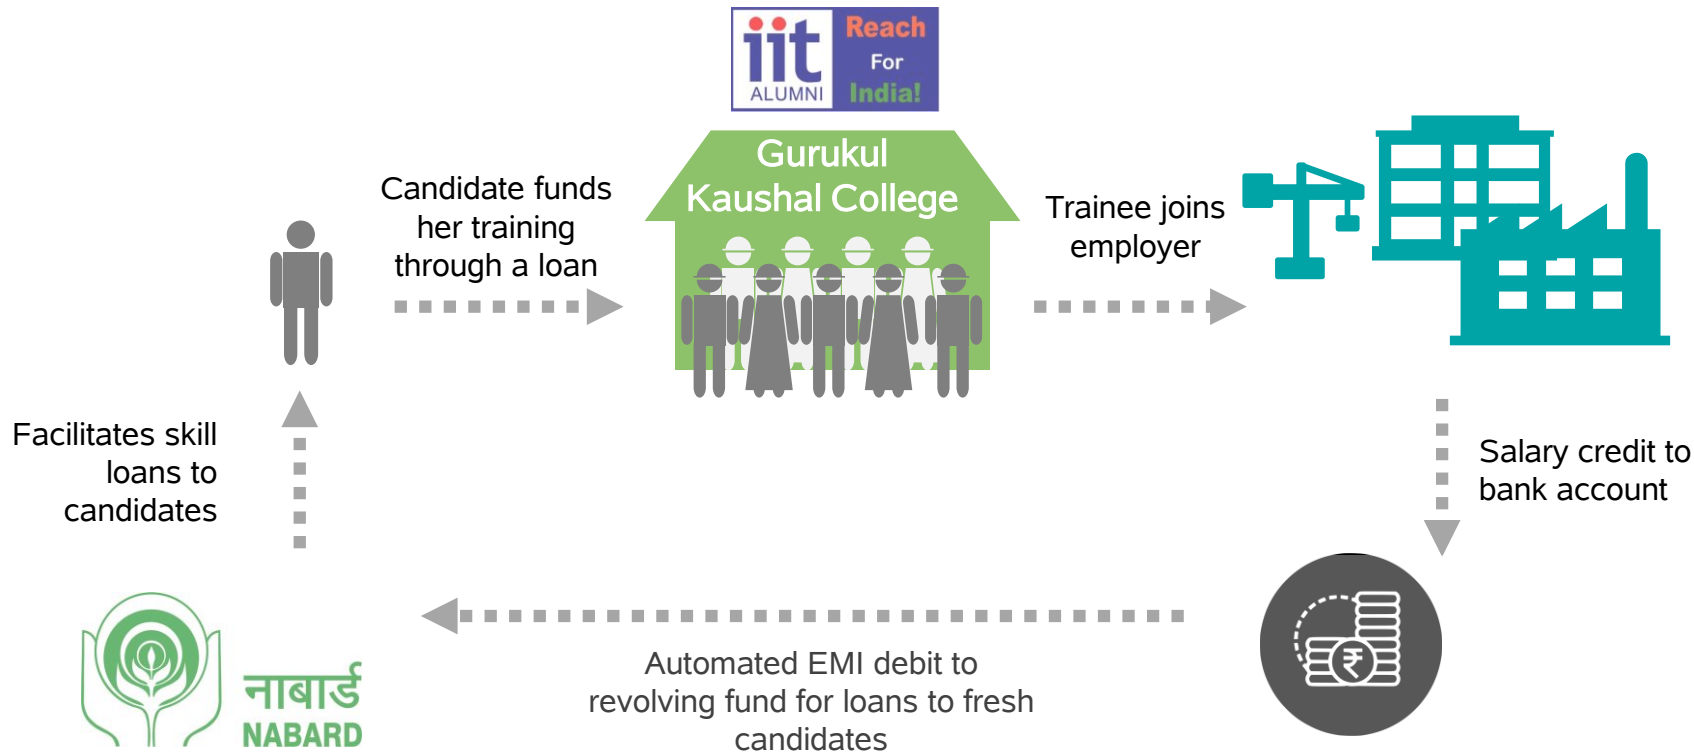 iit
ALUMNI
Reach
For
India!
Gurukul
Kaushal College
Candidate funds
her training
through a loan
Trainee joins
employer
Facilitates skill
loans to
candidates
Salary credit to
bank account
₹
Automated EMI debit to
revolving fund for loans to fresh
candidates
नाबार्ड
NABARD